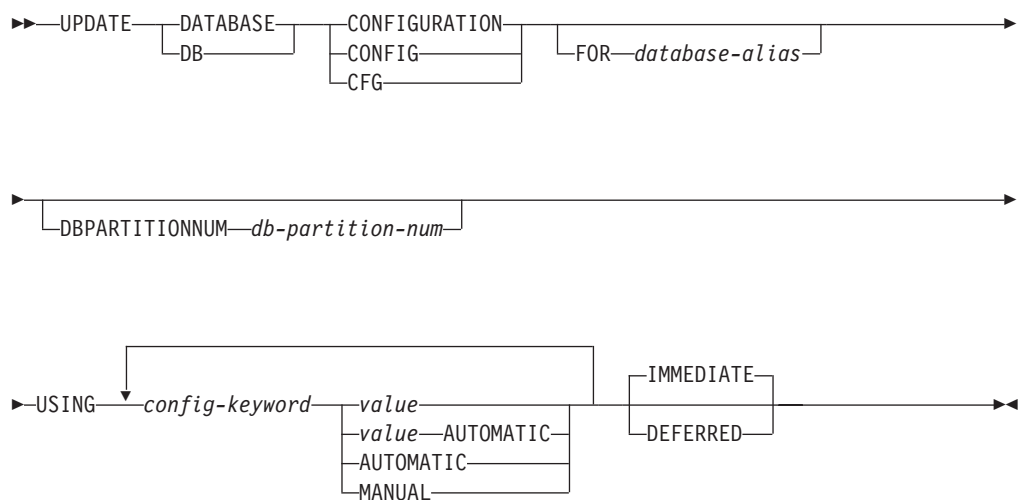 UPDATE DATABASE CONFIGURATION
DB CONFIG FOR database-alias
CFG
DBPARTITIONNUM db-partition-num
IMMEDIATE
USING config-keyword value
value AUTOMATIC DEFERRED
AUTOMATIC
MANUAL